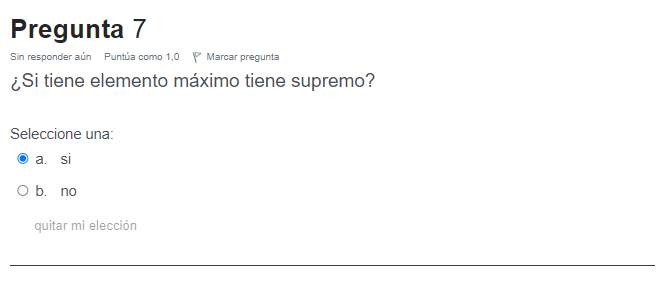 Pregunta 7
Sin responder aún Puntúa como 1,0 Marcar pregunta
¿Si tiene elemento máximo tiene supremo?
Seleccione una:
a. si
b. no
quitar mi elección